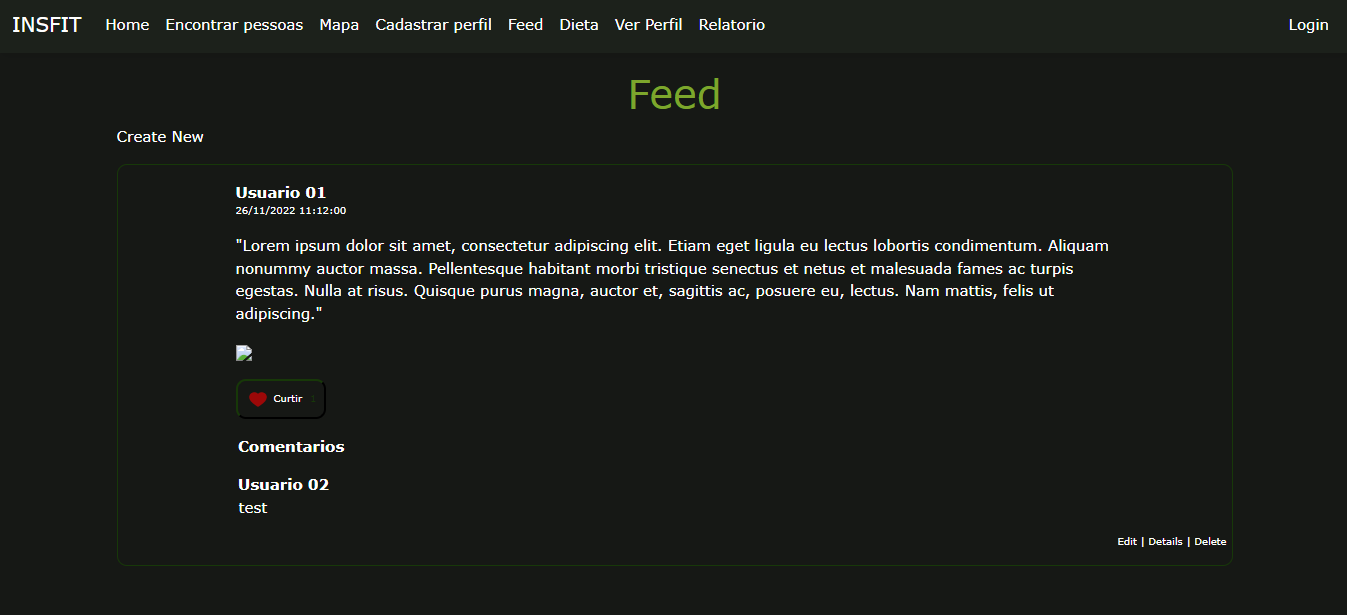 INSFIT Home Encontrar pessoas Mapa Cadastrar perfil Feed Dieta Ver Perfil Relatorio Login
Feed
Create New
Usuario 01
26/11/2022 11:12:00
"Lorem ipsum dolor sit amet, consectetur adipiscing elit. Etiam eget ligula eu lectus lobortis condimentum. Aliquam
nonummy auctor massa. Pellentesque habitant morbi tristique senectus et netus et malesuada fames ac turpis
egestas. Nulla at risus. Quisque purus magna, auctor et, sagittis ac, posuere eu, lectus. Nam mattis, felis ut
adipiscing."
Curtir 1
Comentarios
Usuario 02
test
Edit | Details | Delete